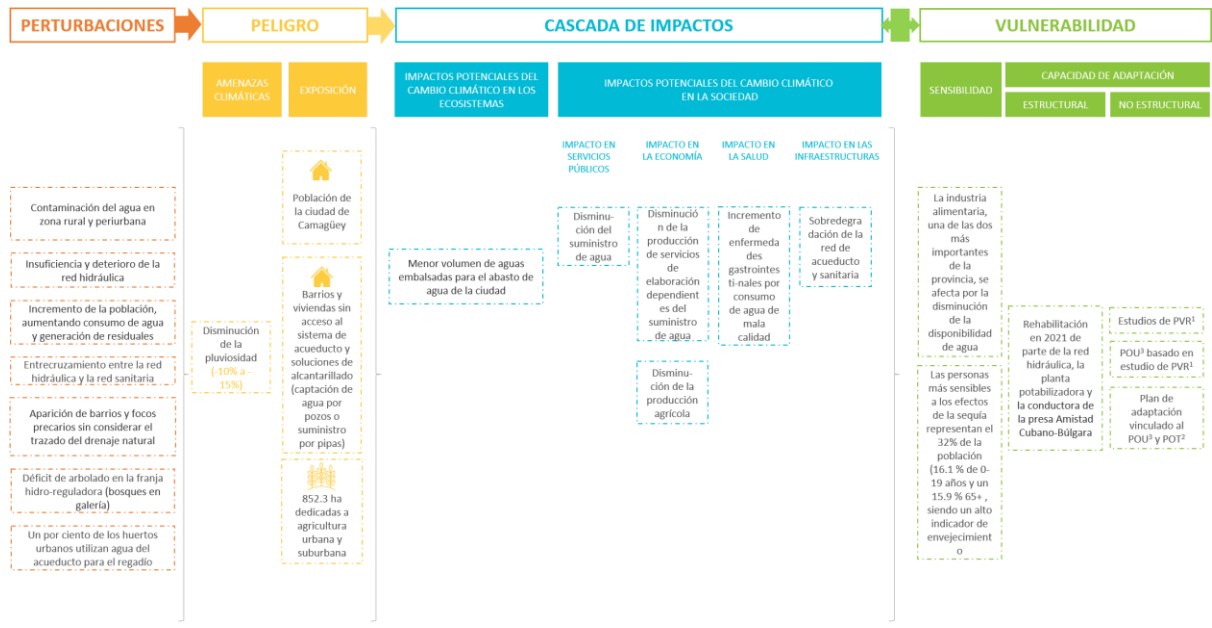 PERTURBACIONES
PELIGRO
CASCADA DE IMPACTOS
VULNERABILIDAD
AMENAZAS
CLIMÁTICAS
EXPOSICIÓN
IMPACTOS POTENCIALES DEL
CAMBIO CLIMÁTICO EN LOS
ECOSISTEMAS
IMPACTOS POTENCIALES DEL CAMBIO CLIMÁTICO
EN LA SOCIEDAD
SENSIBILIDAD
CAPACIDAD DE ADAPTACIÓN
ESTRUCTURAL
NO ESTRUCTURAL
IMPACTO EN
SERVICIOS
PÚBLICOS
IMPACTO EN
LA ECONOMÍA
IMPACTO EN
LA SALUD
IMPACTO EN LAS
INFRAESTRUCTURAS
Contaminación del agua en
zona rural y periurbana
Insuficiencia y deterioro de la
red hidráulica
Incremento de la población,
aumentando consumo de agua
y generación de residuales
Entrecruzamiento entre la red
hidráulica y la red sanitaria
Aparición de barrios y focos
precarios sin considerar el
trazado del drenaje natural
Déficit de arbolado en la franja
hidro-reguladora (bosques en
galería)
Un por ciento de los huertos
urbanos utilizan agua del
acueducto para el regadío
Disminución
de la
pluviosidad
(-10% a -
15%)
Población de
la ciudad de
Camagüey
Barrios y
viviendas sin
acceso al
sistema de
acueducto y
soluciones de
alcantarillado
(captación de
agua por
pozos o
suministro
por pipas)
852.3 ha
dedicadas a
agricultura
urbana y
suburbana
Menor volumen de aguas
embalsadas para el abasto de
agua de la ciudad
Disminu-
ción del
suministro
de agua
Disminució
n de la
producción
de servicios
de
elaboración
dependient
es del
suministro
de agua
Disminu-
ción de la
producción
agrícola
Incremento
de
enfermeda
des
gastrointes
ti-nales por
consumo
de agua de
mala
calidad
Sobredegra
dación de la
red de
acueducto
y sanitaria
La industria
alimentaria,
una de las dos
más
importantes
de la
provincia, se
afecta por la
disminución
de la
disponibilidad
de agua
Las personas
más sensibles
a los efectos
de la sequía
representan el
32% de la
población
(16.1 % de 0-
19 años y un
15.9 % 65+ ,
siendo un alto
indicador de
envejecimient
o
Rehabilitación
en 2021 de
parte de la red
hidráulica, la
planta
potabilizadora y
la conductora de
la presa Amistad
Cubano-Búlgara
Estudios de PVR¹
POU³ basado en
estudio de PVR¹
Plan de
adaptación
vinculado al
POU³ y POT²